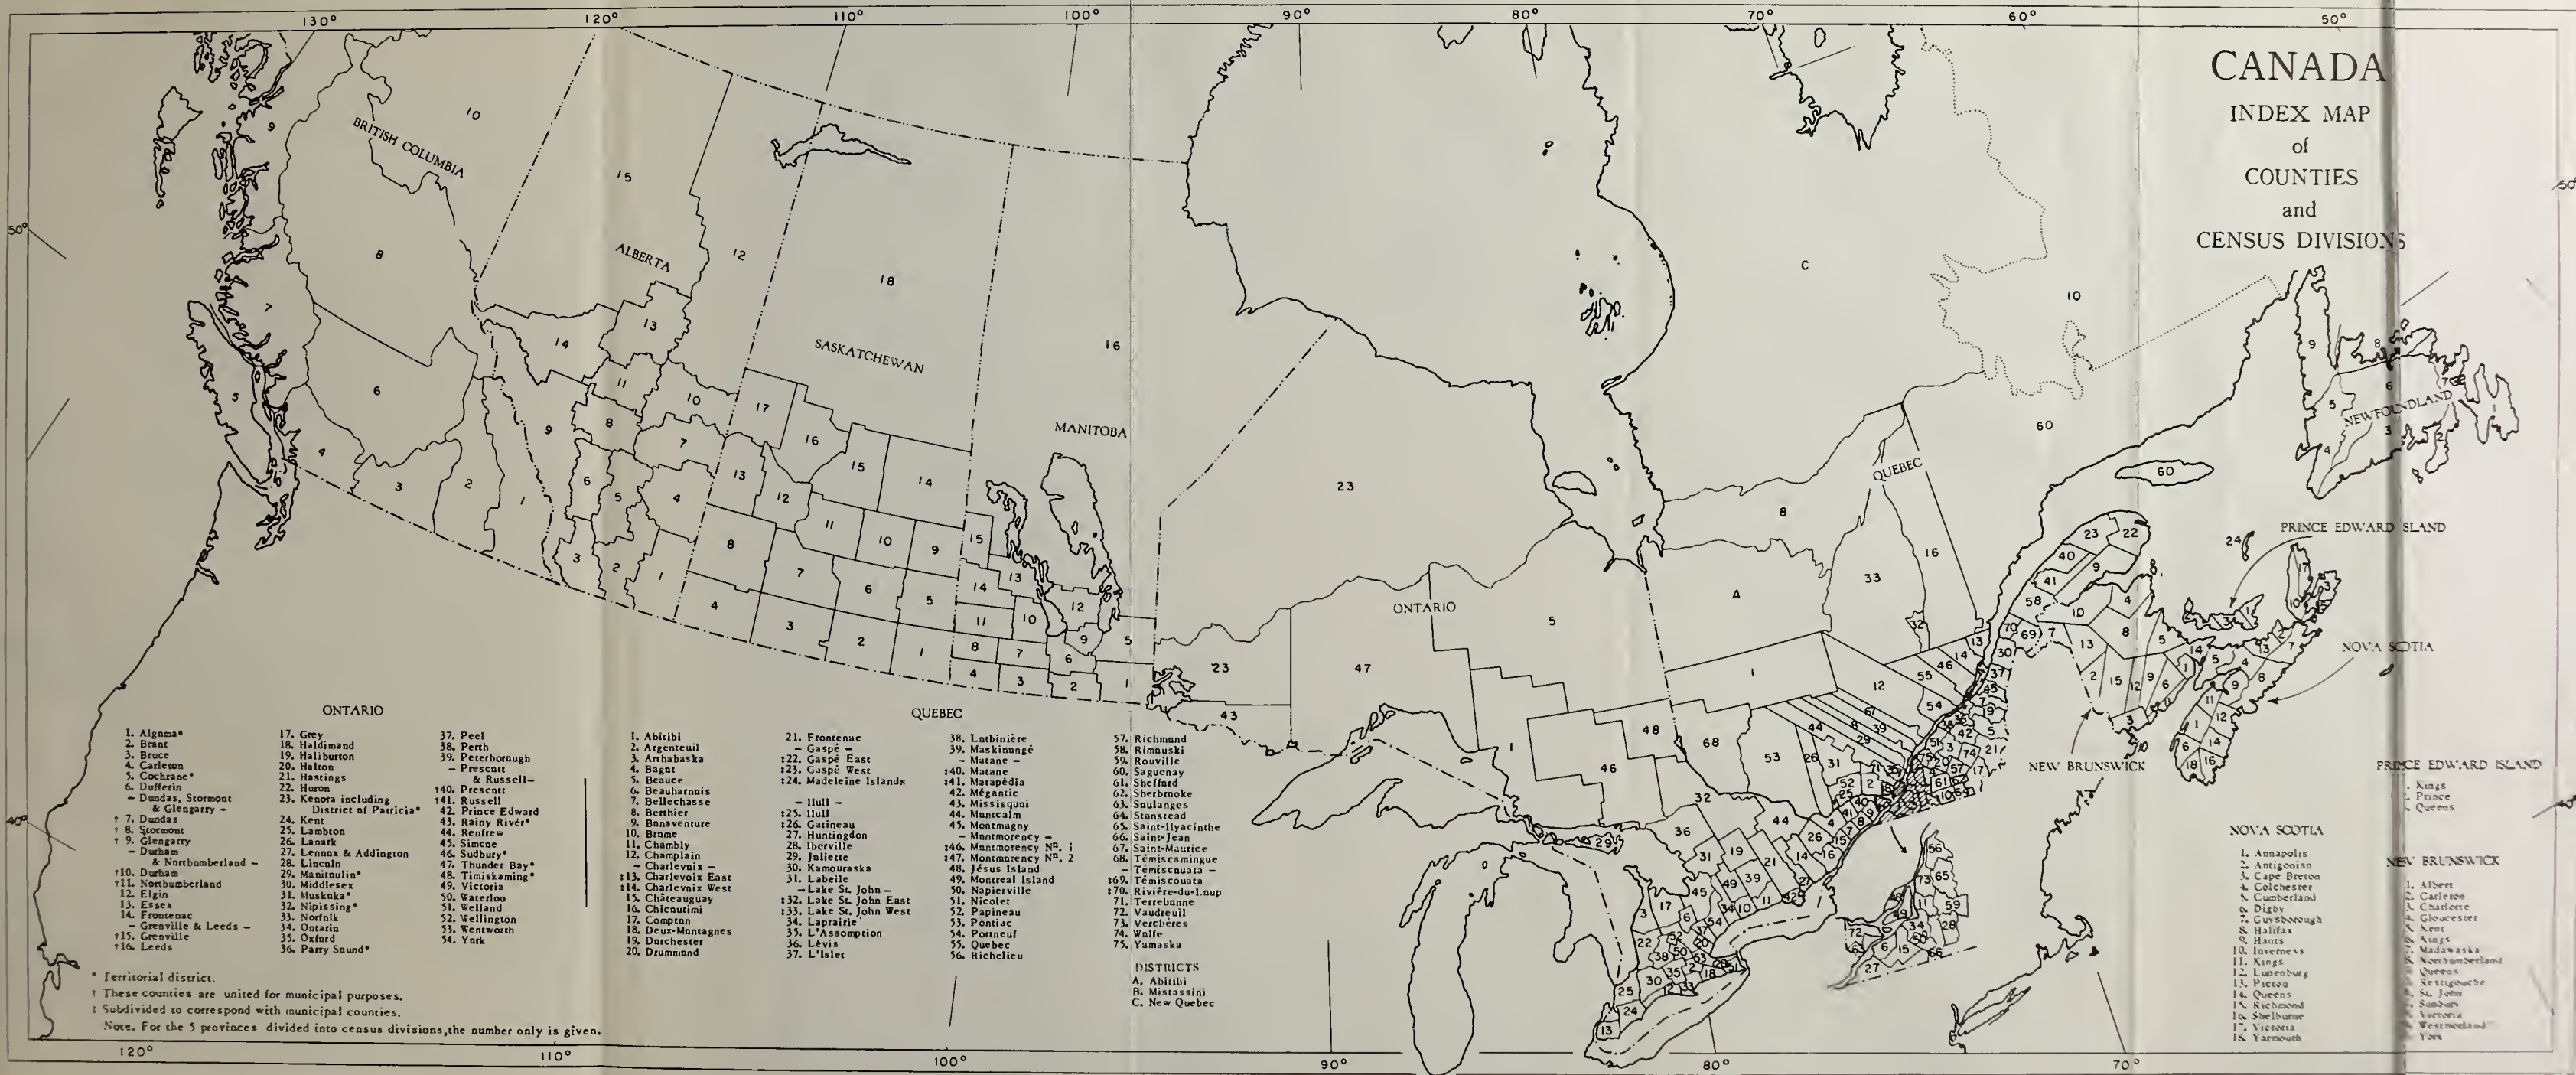 130° 120° 110° 100° 90° 80° 70° 60° 50°
CANADA
INDEX MAP
of
COUNTIES
and
CENSUS DIVISIONS
BRITISH COLUMBIA
ALBERTA
SASKATCHEWAN
MANITOBA
ONTARIO
QUEBEC
NEWFOUNDLAND
PRINCE EDWARD ISLAND
NOVA SCOTIA
NEW BRUNSWICK
50°
40°
ONTARIO
1. Algoma*
2. Brant
3. Bruce
4. Carleton
5. Cochrane*
6. Dufferin
– Dundas, Stormont
& Glengarry –
† 7. Dundas
† 8. Stormont
† 9. Glengarry
– Durham
& Northumberland –
†10. Durham
†11. Northumberland
12. Elgin
13. Essex
14. Frontenac
– Grenville & Leeds –
†15. Grenville
†16. Leeds
17. Grey
18. Haldimand
19. Haliburton
20. Halton
21. Hastings
22. Huron
23. Kenora including
District of Patricia*
24. Kent
25. Lambton
26. Lanark
27. Lennox & Addington
28. Lincoln
29. Manitoulin*
30. Middlesex
31. Muskoka*
32. Nipissing*
33. Norfolk
34. Ontario
35. Oxford
36. Parry Sound*
37. Peel
38. Perth
39. Peterborough
– Prescott
& Russell–
†40. Prescott
†41. Russell
42. Prince Edward
43. Rainy River*
44. Renfrew
45. Simcoe
46. Sudbury*
47. Thunder Bay*
48. Timiskaming*
49. Victoria
50. Waterloo
51. Welland
52. Wellington
53. Wentworth
54. York
QUEBEC
1. Abitibi
2. Argenteuil
3. Arthabaska
4. Bagot
5. Beauce
6. Beauharnois
7. Bellechasse
8. Berthier
9. Bonaventure
10. Brome
11. Chambly
12. Champlain
– Charlevoix –
‡13. Charlevoix East
‡14. Charlevoix West
15. Châteauguay
16. Chicoutimi
17. Compton
18. Deux-Montagnes
19. Dorchester
20. Drummond
21. Frontenac
– Gaspé –
‡22. Gaspé East
‡23. Gaspé West
‡24. Madeleine Islands
– Hull –
‡25. Hull
‡26. Gatineau
27. Huntingdon
28. Iberville
29. Joliette
30. Kamouraska
31. Labelle
– Lake St. John –
‡32. Lake St. John East
‡33. Lake St. John West
34. Laprairie
35. L'Assomption
36. Lévis
37. L'Islet
38. Lotbinière
39. Maskinongé
– Matane –
‡40. Matane
‡41. Matapédia
42. Mégantic
43. Missisquoi
44. Montcalm
45. Montmagny
– Montmorency –
‡46. Montmorency Nº. 1
‡47. Montmorency Nº. 2
48. Jésus Island
49. Montreal Island
50. Napierville
51. Nicolet
52. Papineau
53. Pontiac
54. Portneuf
55. Quebec
56. Richelieu
57. Richmond
58. Rimouski
59. Rouville
60. Saguenay
61. Shefford
62. Sherbrooke
63. Soulanges
64. Stanstead
65. Saint-Hyacinthe
66. Saint-Jean
67. Saint-Maurice
68. Témiscamingue
– Témiscouata –
‡69. Témiscouata
‡70. Rivière-du-Loup
71. Terrebonne
72. Vaudreuil
73. Verchères
74. Wolfe
75. Yamaska
DISTRICTS
A. Abitibi
B. Mistassini
C. New Quebec
PRINCE EDWARD ISLAND
Kings
Prince
Queens
NOVA SCOTIA
1. Annapolis
2. Antigonish
3. Cape Breton
4. Colchester
5. Cumberland
6. Digby
7. Guysborough
8. Halifax
9. Hants
10. Inverness
11. Kings
12. Lunenburg
13. Pictou
14. Queens
15. Richmond
16. Shelburne
17. Victoria
18. Yarmouth
NEW BRUNSWICK
1. Albert
2. Carleton
3. Charlotte
4. Gloucester
5. Kent
6. Kings
7. Madawaska
8. Northumberland
Queens
Restigouche
St. John
Sunbury
Victoria
Westmorland
York
* Territorial district.
† These counties are united for municipal purposes.
‡ Subdivided to correspond with municipal counties.
Note. For the 5 provinces divided into census divisions, the number only is given.
120° 110° 100° 90° 80° 70°